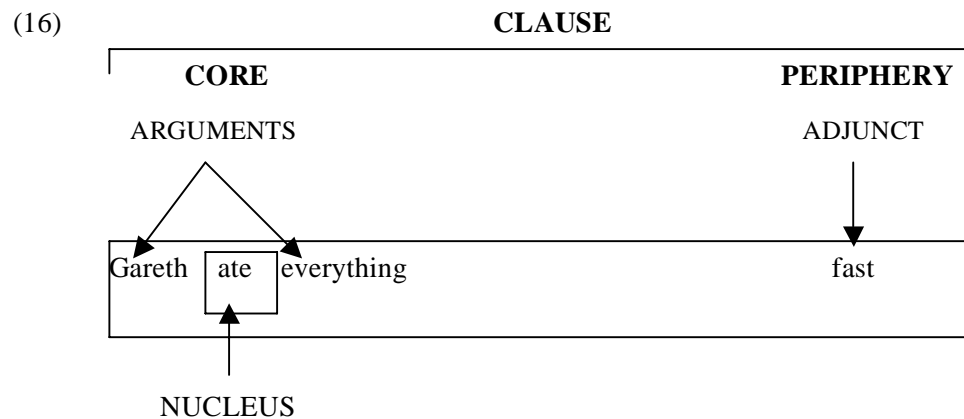 (16) CLAUSE
CORE PERIPHERY
ARGUMENTS ADJUNCT
Gareth ate everything fast
NUCLEUS